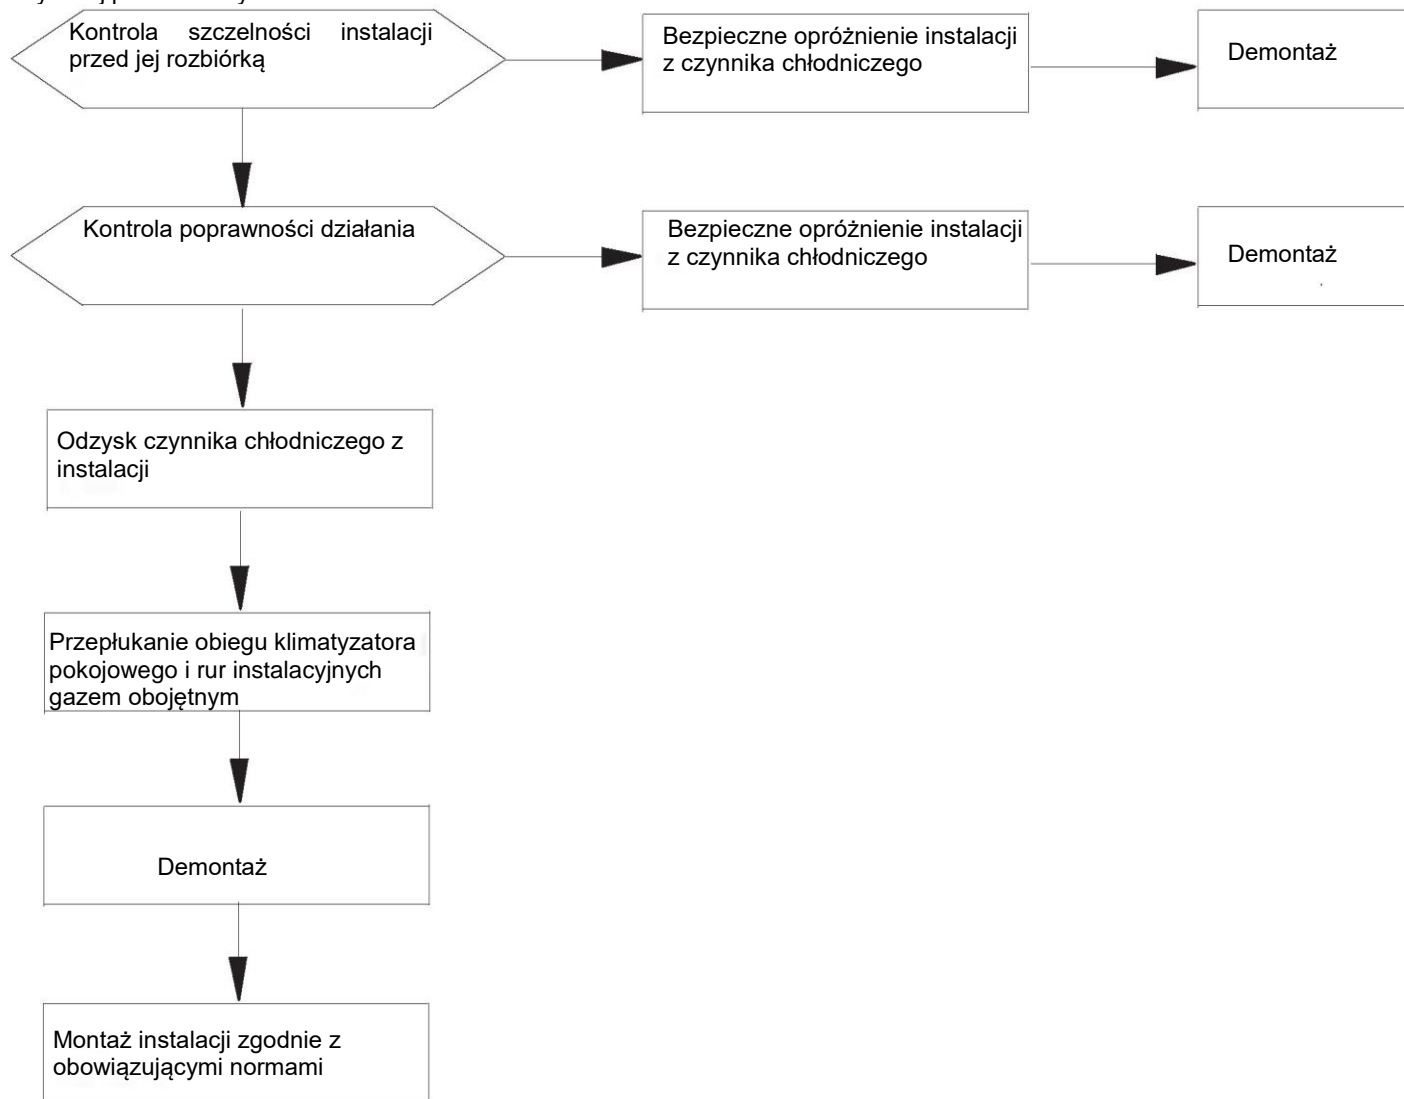 Kontrola szczelności instalacji
przed jej rozbiórką
Bezpieczne opróżnienie instalacji
z czynnika chłodniczego
Demontaż
Kontrola poprawności działania
Bezpieczne opróżnienie instalacji
z czynnika chłodniczego
Demontaż
Odzysk czynnika chłodniczego z
instalacji
Przepłukanie obiegu klimatyzatora
pokojowego i rur instalacyjnych
gazem obojętnym
Demontaż
Montaż instalacji zgodnie z
obowiązującymi normami